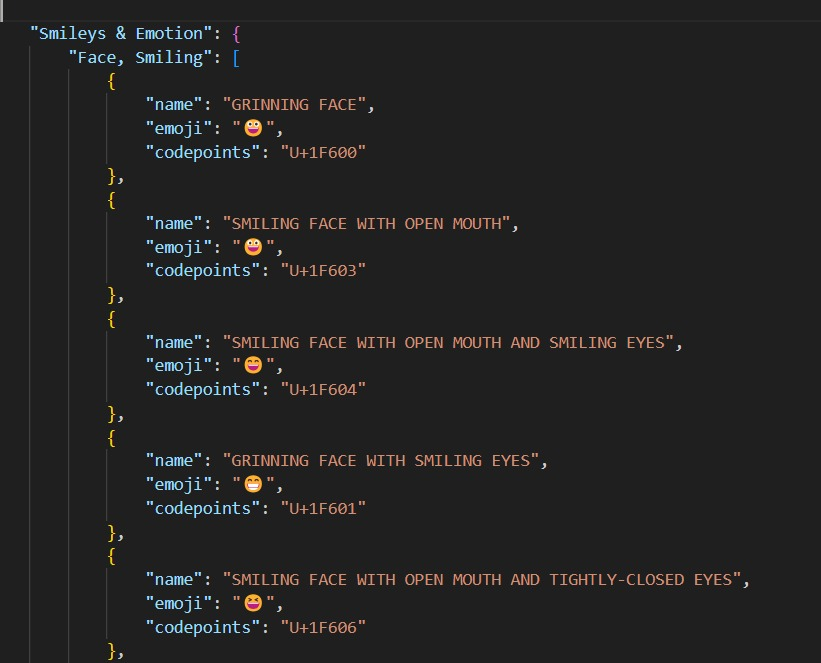 "Smileys & Emotion": {
"Face, Smiling": [
{
"name": "GRINNING FACE",
"emoji": "😀",
"codepoints": "U+1F600"
},
{
"name": "SMILING FACE WITH OPEN MOUTH",
"emoji": "😃",
"codepoints": "U+1F603"
},
{
"name": "SMILING FACE WITH OPEN MOUTH AND SMILING EYES",
"emoji": "😄",
"codepoints": "U+1F604"
},
{
"name": "GRINNING FACE WITH SMILING EYES",
"emoji": "😁",
"codepoints": "U+1F601"
},
{
"name": "SMILING FACE WITH OPEN MOUTH AND TIGHTLY-CLOSED EYES",
"emoji": "😆",
"codepoints": "U+1F606"
},